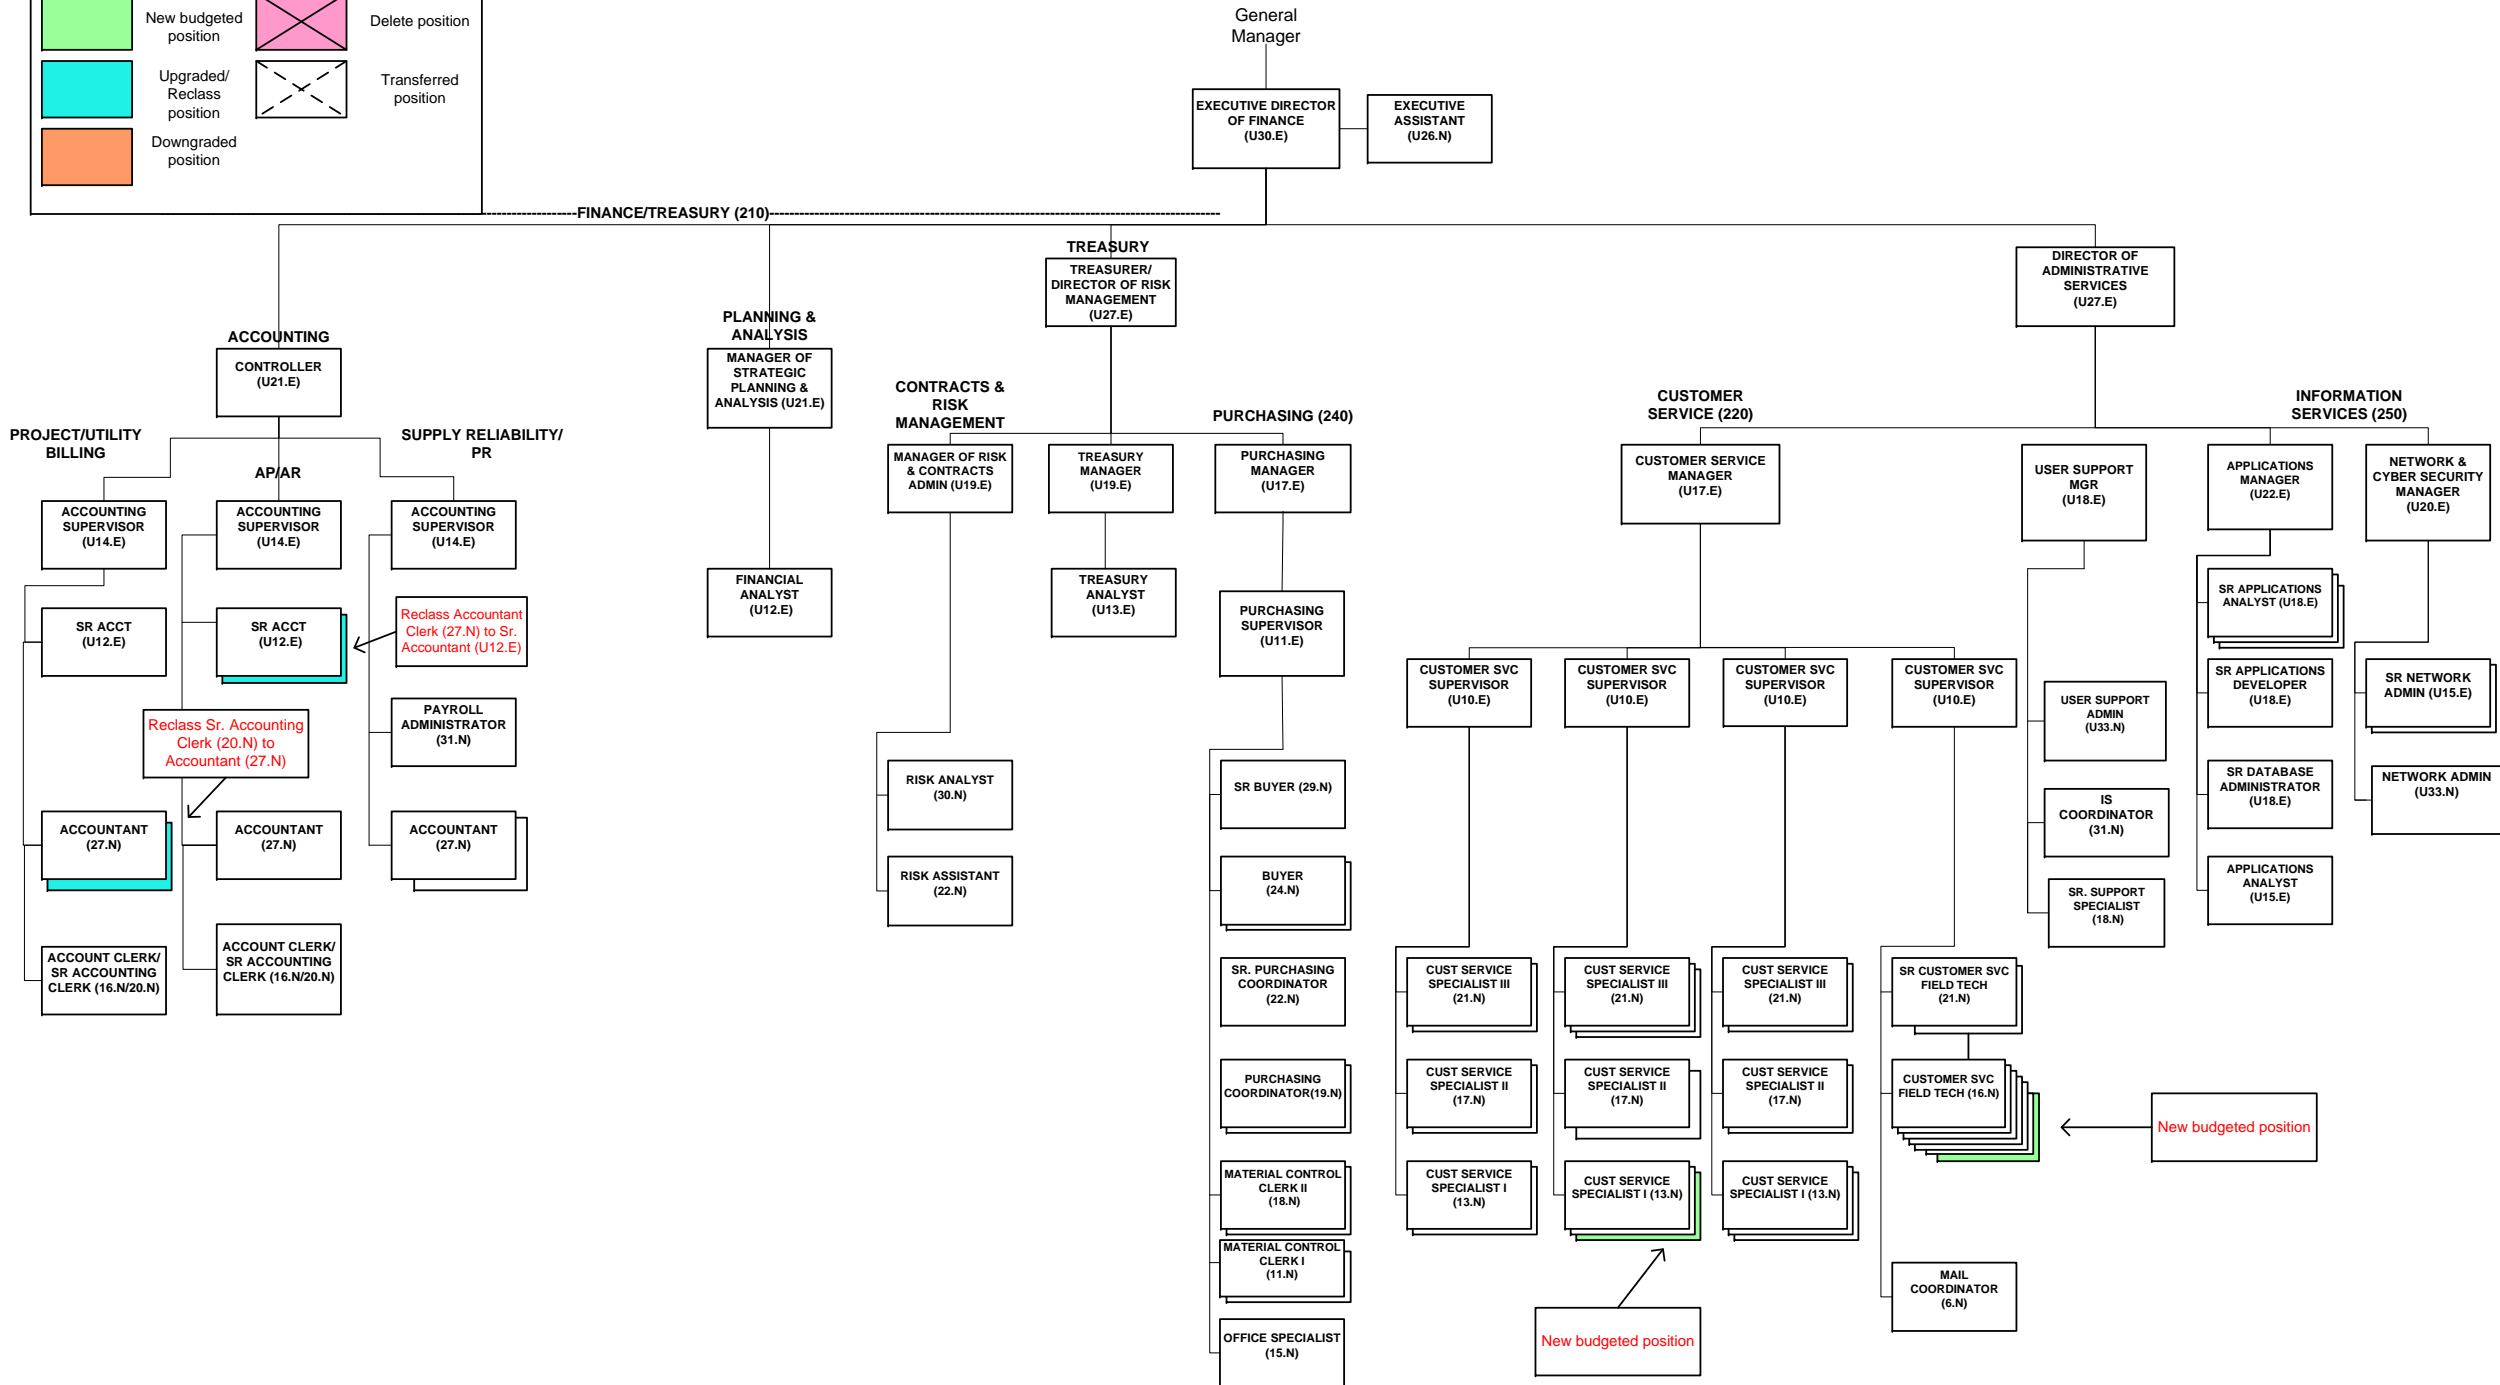 New budgeted
position
Delete position
Upgraded/
Reclass
position
Transferred
position
Downgraded
position
General
Manager
EXECUTIVE DIRECTOR
OF FINANCE
(U30.E)
EXECUTIVE
ASSISTANT
(U26.N)
FINANCE/TREASURY (210)
ACCOUNTING
CONTROLLER
(U21.E)
PROJECT/UTILITY
BILLING
AP/AR
SUPPLY RELIABILITY/
PR
ACCOUNTING
SUPERVISOR
(U14.E)
ACCOUNTING
SUPERVISOR
(U14.E)
ACCOUNTING
SUPERVISOR
(U14.E)
SR ACCT
(U12.E)
SR ACCT
(U12.E)
Reclass Accountant
Clerk (27.N) to Sr.
Accountant (U12.E)
Reclass Sr. Accounting
Clerk (20.N) to
Accountant (27.N)
PAYROLL
ADMINISTRATOR
(31.N)
ACCOUNTANT
(27.N)
ACCOUNTANT
(27.N)
ACCOUNTANT
(27.N)
ACCOUNT CLERK/
SR ACCOUNTING
CLERK (16.N/20.N)
ACCOUNT CLERK/
SR ACCOUNTING
CLERK (16.N/20.N)
PLANNING &
ANALYSIS
MANAGER OF
STRATEGIC
PLANNING &
ANALYSIS (U21.E)
FINANCIAL
ANALYST
(U12.E)
TREASURY
TREASURER/
DIRECTOR OF RISK
MANAGEMENT
(U27.E)
CONTRACTS &
RISK
MANAGEMENT
PURCHASING (240)
MANAGER OF RISK
& CONTRACTS
ADMIN (U19.E)
TREASURY
MANAGER
(U19.E)
PURCHASING
MANAGER
(U17.E)
TREASURY
ANALYST
(U13.E)
PURCHASING
SUPERVISOR
(U11.E)
RISK ANALYST
(30.N)
RISK ASSISTANT
(22.N)
SR BUYER (29.N)
BUYER
(24.N)
SR. PURCHASING
COORDINATOR
(22.N)
PURCHASING
COORDINATOR(19.N)
MATERIAL CONTROL
CLERK II
(18.N)
MATERIAL CONTROL
CLERK I
(11.N)
OFFICE SPECIALIST
(15.N)
DIRECTOR OF
ADMINISTRATIVE
SERVICES
(U27.E)
CUSTOMER
SERVICE (220)
INFORMATION
SERVICES (250)
CUSTOMER SERVICE
MANAGER
(U17.E)
USER SUPPORT
MGR
(U18.E)
APPLICATIONS
MANAGER
(U22.E)
NETWORK &
CYBER SECURITY
MANAGER
(U20.E)
CUSTOMER SVC
SUPERVISOR
(U10.E)
CUSTOMER SVC
SUPERVISOR
(U10.E)
CUSTOMER SVC
SUPERVISOR
(U10.E)
CUSTOMER SVC
SUPERVISOR
(U10.E)
CUST SERVICE
SPECIALIST III
(21.N)
CUST SERVICE
SPECIALIST III
(21.N)
CUST SERVICE
SPECIALIST III
(21.N)
SR CUSTOMER SVC
FIELD TECH
(21.N)
CUST SERVICE
SPECIALIST II
(17.N)
CUST SERVICE
SPECIALIST II
(17.N)
CUST SERVICE
SPECIALIST II
(17.N)
CUSTOMER SVC
FIELD TECH (16.N)
New budgeted position
CUST SERVICE
SPECIALIST I
(13.N)
CUST SERVICE
SPECIALIST I (13.N)
CUST SERVICE
SPECIALIST I (13.N)
MAIL
COORDINATOR
(6.N)
New budgeted position
USER SUPPORT
ADMIN
(U33.N)
IS
COORDINATOR
(31.N)
SR. SUPPORT
SPECIALIST
(18.N)
SR APPLICATIONS
ANALYST (U18.E)
SR APPLICATIONS
DEVELOPER
(U18.E)
SR DATABASE
ADMINISTRATOR
(U18.E)
APPLICATIONS
ANALYST
(U15.E)
SR NETWORK
ADMIN (U15.E)
NETWORK ADMIN
(U33.N)